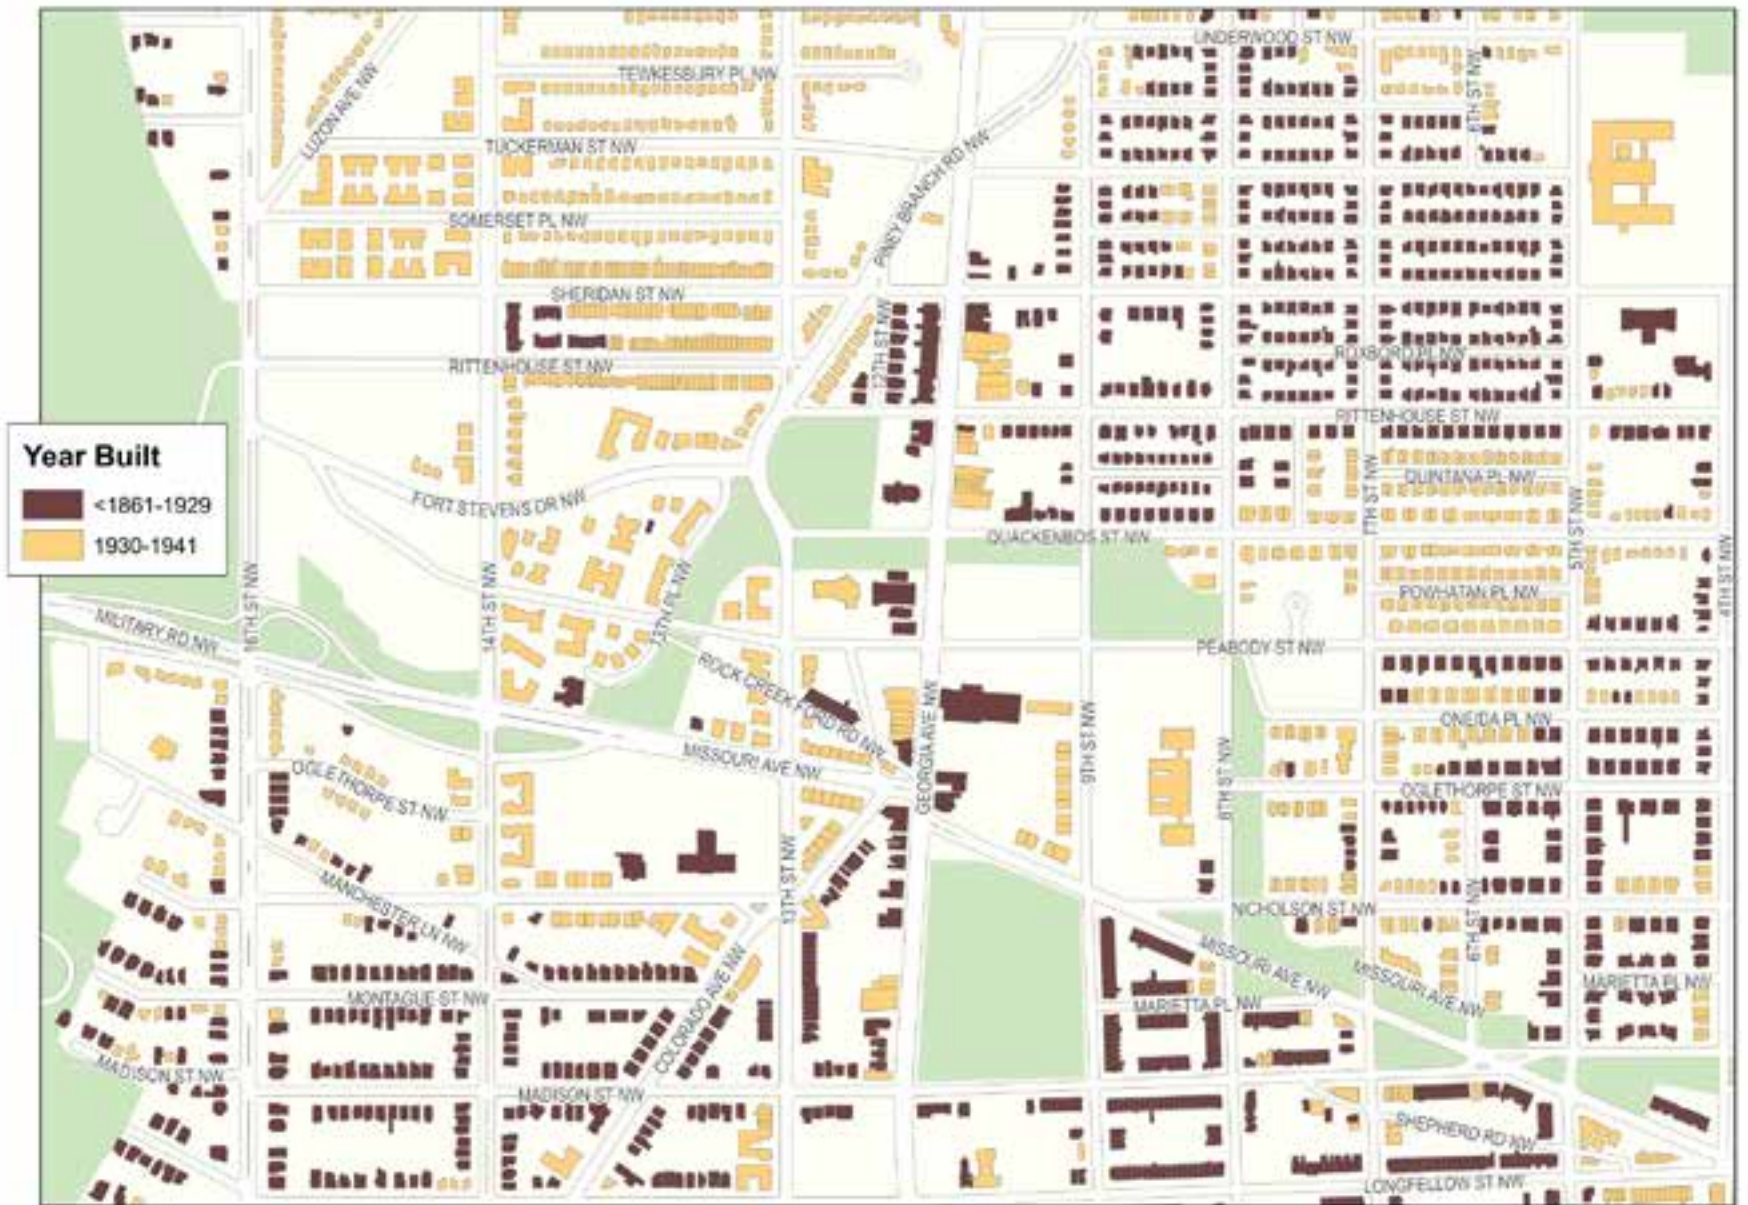 UNDERWOOD ST NW
TEWKESBURY PL NW
6TH ST NW
LUZON AVE NW
TUCKERMAN ST NW
PINEY BRANCH RD NW
SOMERSET PL NW
SHERIDAN ST NW
12TH ST NW
ROXBORO PL NW
RITTENHOUSE ST NW
RITTENHOUSE ST NW
Year Built
<1861-1929
1930-1941
QUINTANA PL NW
7TH ST NW
FORT STEVENS DR NW
5TH ST NW
QUACKENBOS ST NW
4TH ST NW
16TH ST NW
14TH ST NW
13TH PL NW
POWHATAN PL NW
MILITARY RD NW
PEABODY ST NW
ROCK CREEK FORD RD NW
ONEIDA PL NW
GEORGIA AVE NW
9TH ST NW
8TH ST NW
MISSOURI AVE NW
OGLETHORPE ST NW
OGLETHORPE ST NW
13TH ST NW
MANCHESTER LN NW
NICHOLSON ST NW
6TH ST NW
MISSOURI AVE NW
MISSOURI AVE NW
MARIETTA PL NW
MONTAGUE ST NW
MARIETTA PL NW
COLORADO AVE NW
MADISON ST NW
MADISON ST NW
SHEPHERD RD NW
LONGFELLOW ST NW